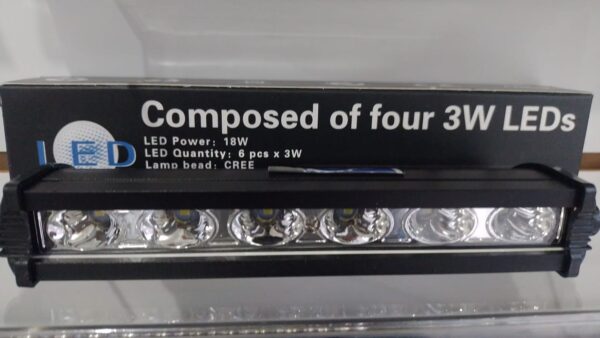 Composed of four 3W LEDs
LED Power: 18W
LED Quantity: 6 pcs x 3W
Lamp bead: CREE
LED